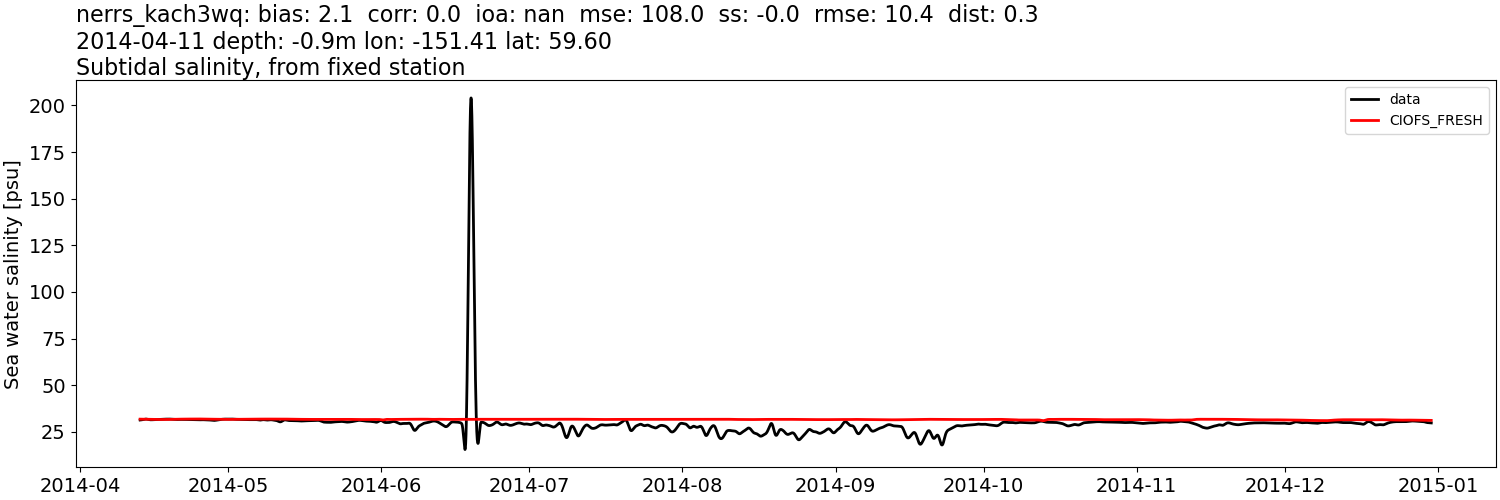 nerrs_kach3wq: bias: 2.1  corr: 0.0  ioa: nan  mse: 108.0  ss: -0.0  rmse: 10.4  dist: 0.3
2014-04-11 depth: -0.9m lon: -151.41 lat: 59.60
Subtidal salinity, from fixed station
data
CIOFS_FRESH
Sea water salinity [psu]
200
175
150
125
100
75
50
25
2014-04 2014-05 2014-06 2014-07 2014-08 2014-09 2014-10 2014-11 2014-12 2015-01